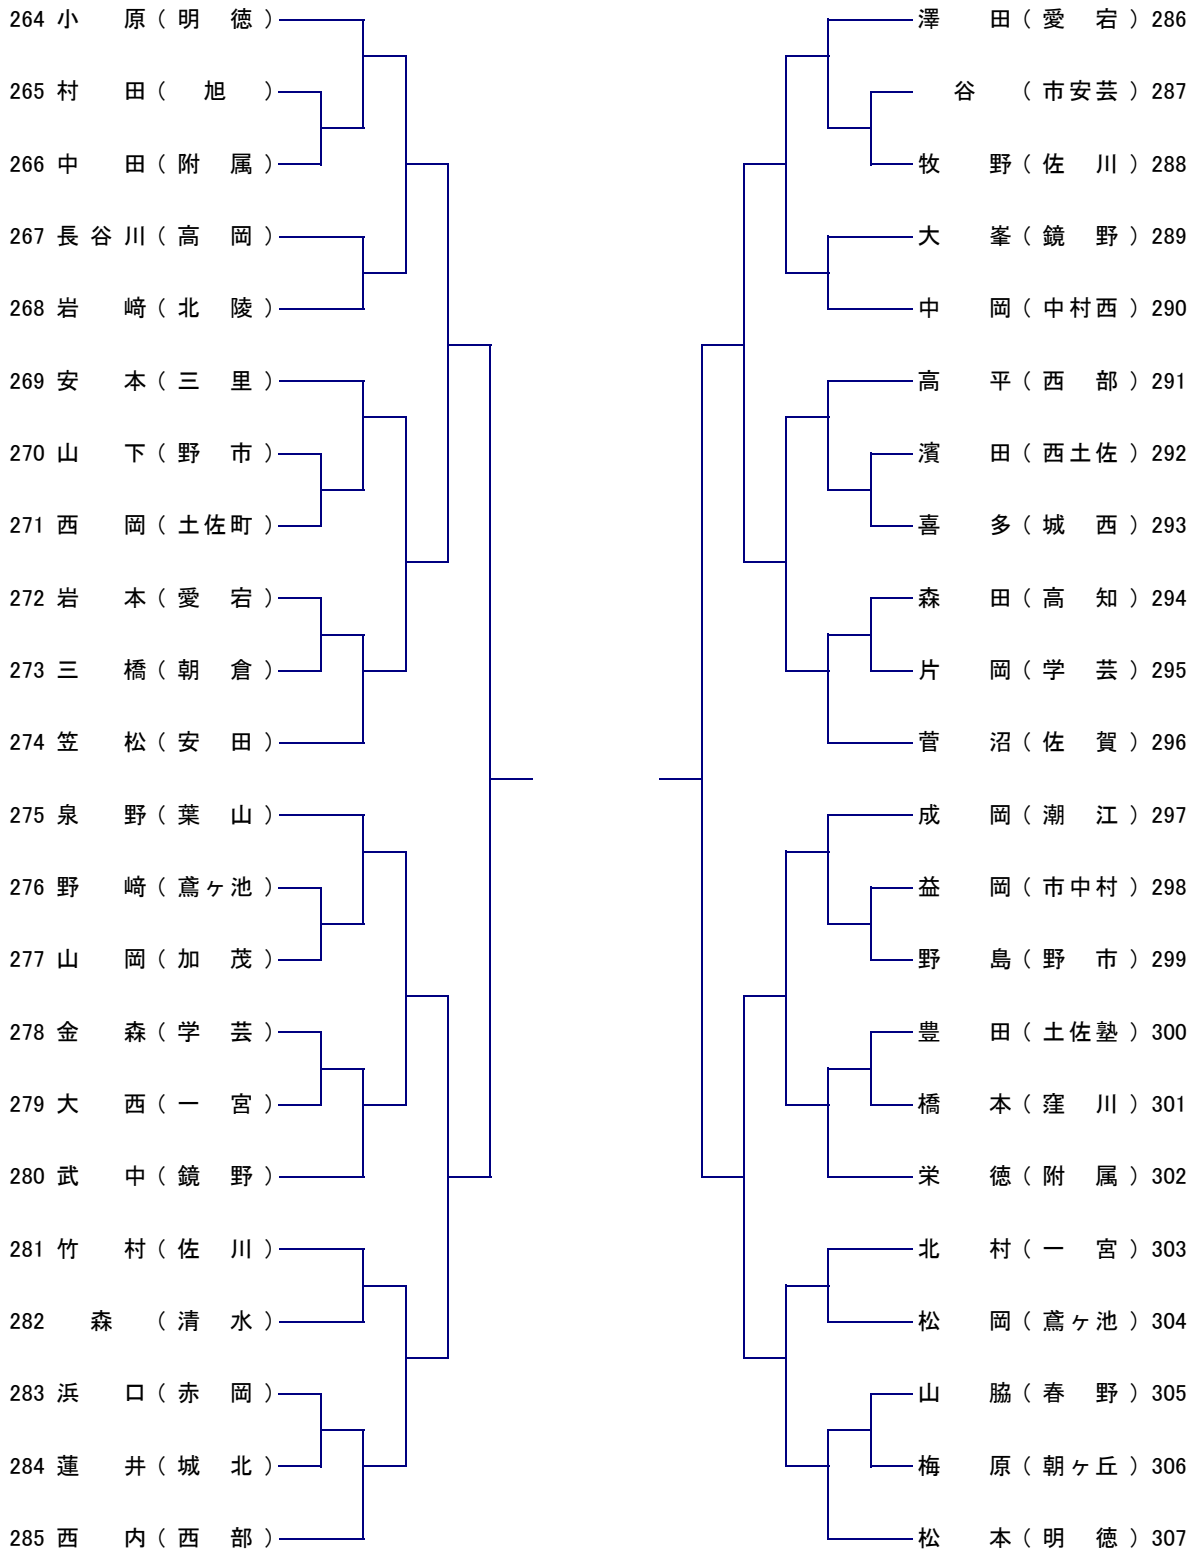 264 小 原 ( 明 徳 )
265 村 田 ( 旭 )
266 中 田 ( 附 属 )
267 長 谷 川 ( 高 岡 )
268 岩 﨑 ( 北 陵 )
269 安 本 ( 三 里 )
270 山 下 ( 野 市 )
271 西 岡 ( 土佐町 )
272 岩 本 ( 愛 宕 )
273 三 橋 ( 朝 倉 )
274 笠 松 ( 安 田 )
275 泉 野 ( 葉 山 )
276 野 﨑 ( 鳶ヶ池 )
277 山 岡 ( 加 茂 )
278 金 森 ( 学 芸 )
279 大 西 ( 一 宮 )
280 武 中 ( 鏡 野 )
281 竹 村 ( 佐 川 )
282 森 ( 清 水 )
283 浜 口 ( 赤 岡 )
284 蓮 井 ( 城 北 )
285 西 内 ( 西 部 )
澤 田 ( 愛 宕 ) 286
谷 ( 市安芸 ) 287
牧 野 ( 佐 川 ) 288
大 峯 ( 鏡 野 ) 289
中 岡 ( 中村西 ) 290
高 平 ( 西 部 ) 291
濱 田 ( 西土佐 ) 292
喜 多 ( 城 西 ) 293
森 田 ( 高 知 ) 294
片 岡 ( 学 芸 ) 295
菅 沼 ( 佐 賀 ) 296
成 岡 ( 潮 江 ) 297
益 岡 ( 市中村 ) 298
野 島 ( 野 市 ) 299
豊 田 ( 土佐塾 ) 300
橋 本 ( 窪 川 ) 301
栄 徳 ( 附 属 ) 302
北 村 ( 一 宮 ) 303
松 岡 ( 鳶ヶ池 ) 304
山 脇 ( 春 野 ) 305
梅 原 ( 朝ヶ丘 ) 306
松 本 ( 明 徳 ) 307